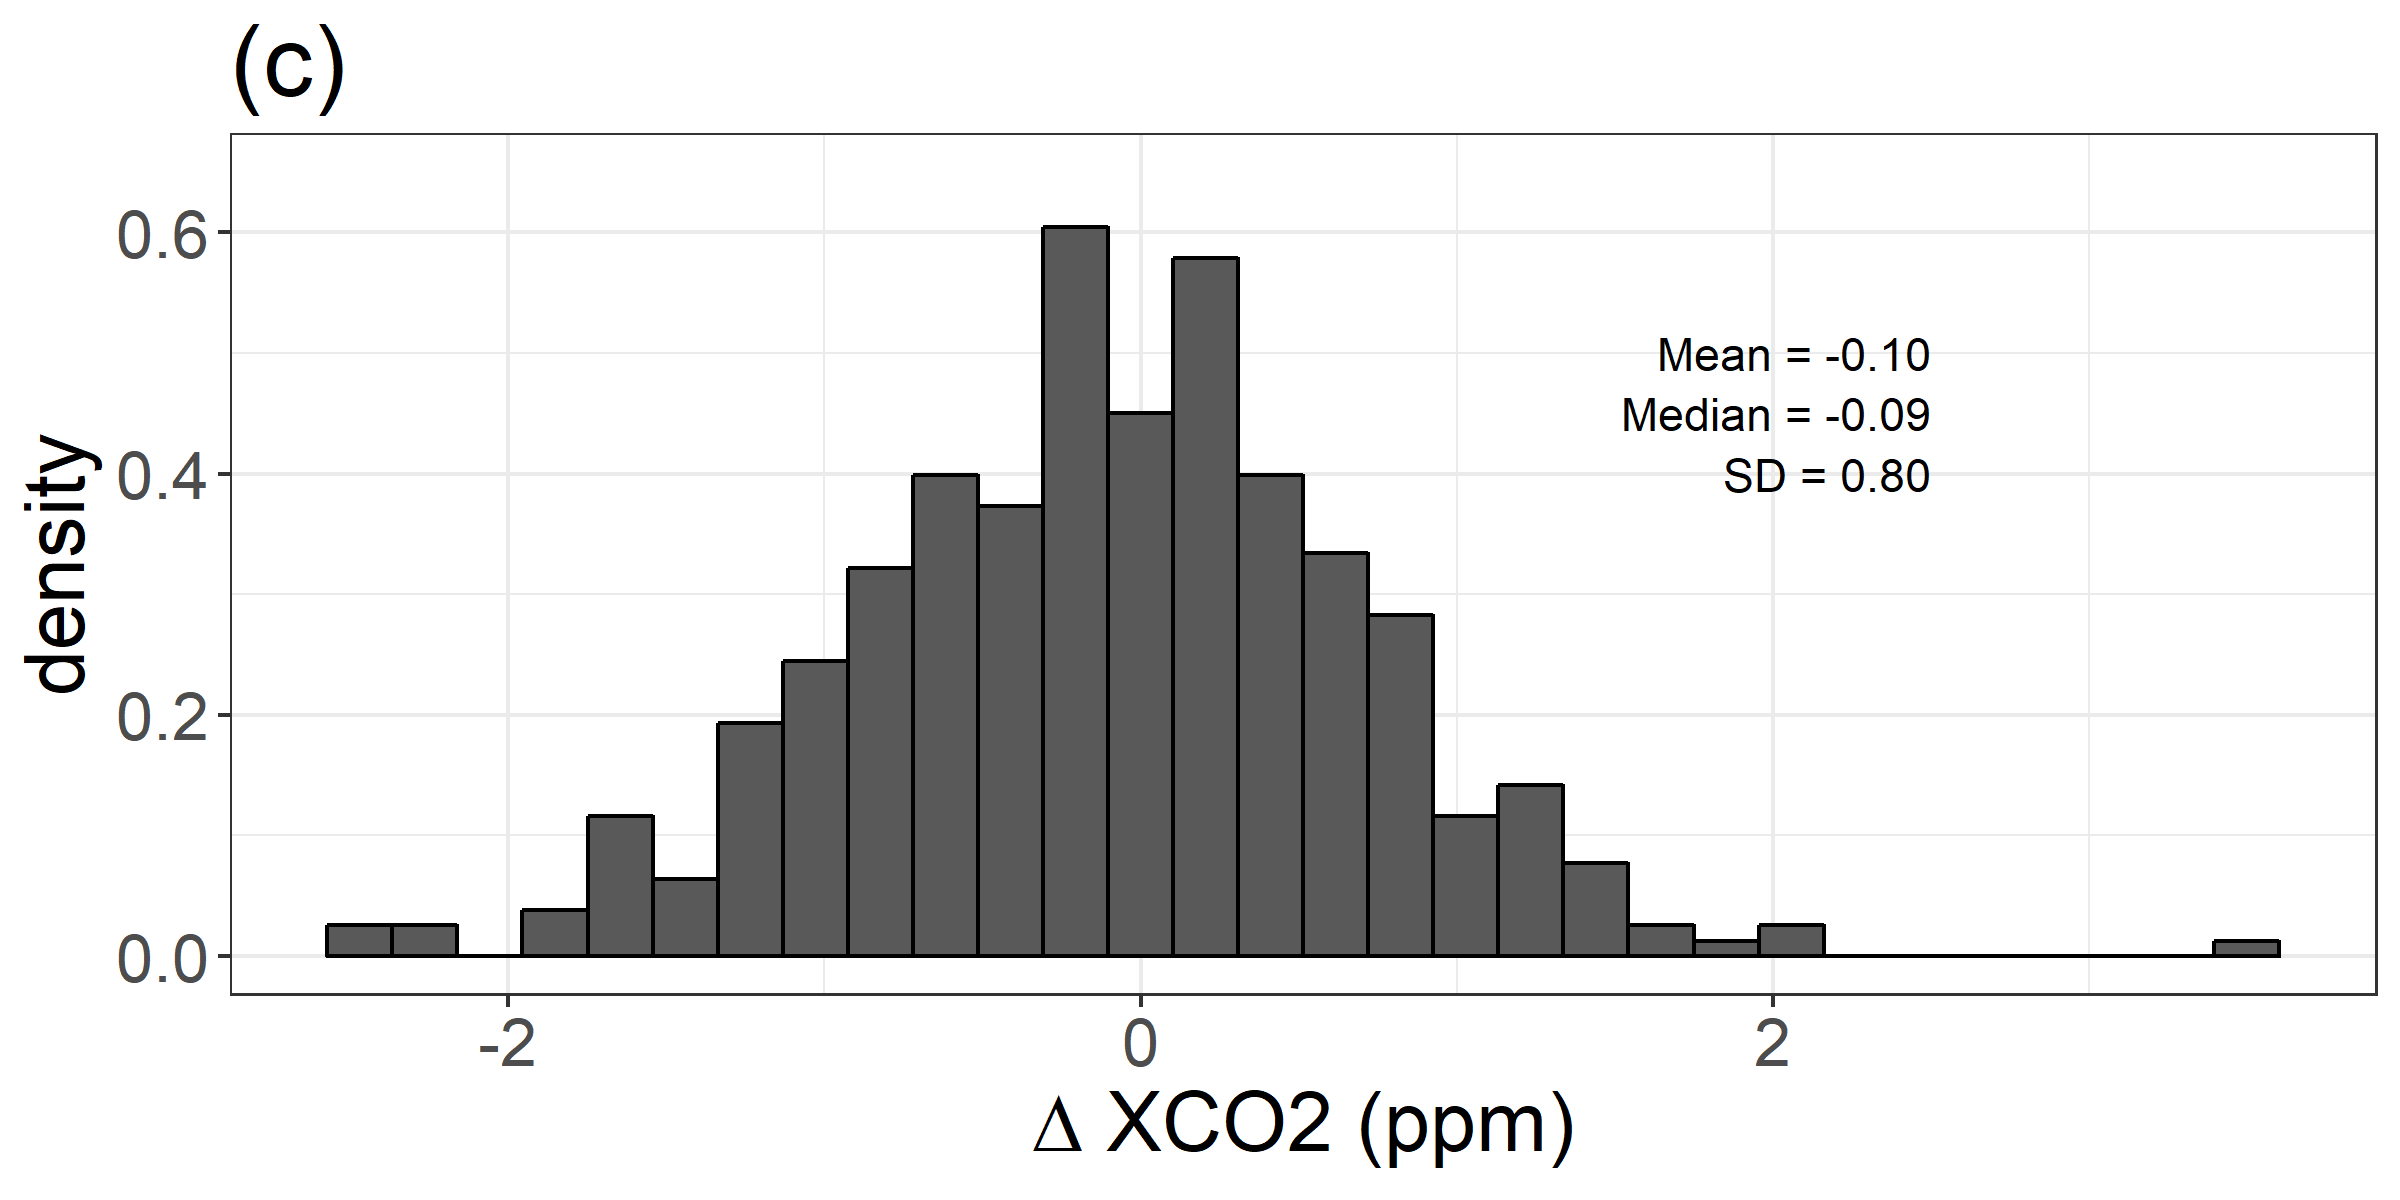 (c)
density
0.6
0.4
0.2
0.0
Mean = -0.10
Median = -0.09
SD = 0.80
-2 0 2
Δ XCO2 (ppm)